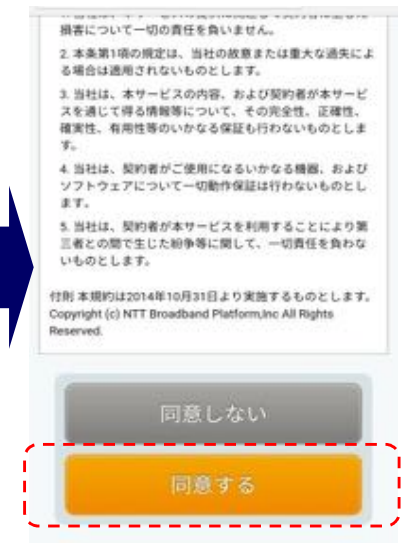 損害について一切の責任を負いません。
2. 本条第1項の規定は、当社の故意または重大な過失によ
る場合は適用されないものとします。
3. 当社は、本サービスの内容、および契約者が本サービ
スを通じて得る情報等について、その完全性、正確性、
確実性、有用性等のいかなる保証も行わないものとしま
す。
4. 当社は、契約者がご使用になるいかなる機器、および
ソフトウェアについて一切動作保証は行わないものとし
ます。
5. 当社は、契約者が本サービスを利用することにより第
三者との間で生じた紛争等に関して、一切責任を負わな
いものとします。
付則 本規約は2014年10月31日より実施するものとします。
Copyright (c) NTT Broadband Platform,Inc All Rights
Reserved.
同意しない
同意する